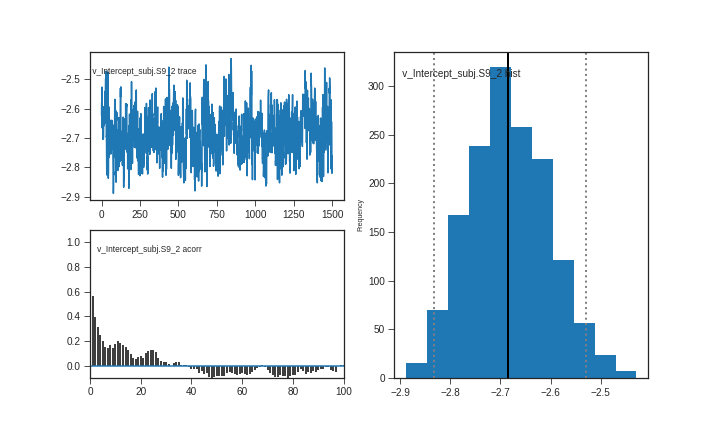 v_Intercept_subj.S9_2 trace
−2.5
−2.6
−2.7
−2.8
−2.9
0 250 500 750 1000 1250 1500
v_Intercept_subj.S9_2 acorr
1.0
0.8
0.6
0.4
0.2
0.0
0 20 40 60 80 100
v_Intercept_subj.S9_2 hist
Frequency
300
250
200
150
100
50
0
−2.9 −2.8 −2.7 −2.6 −2.5